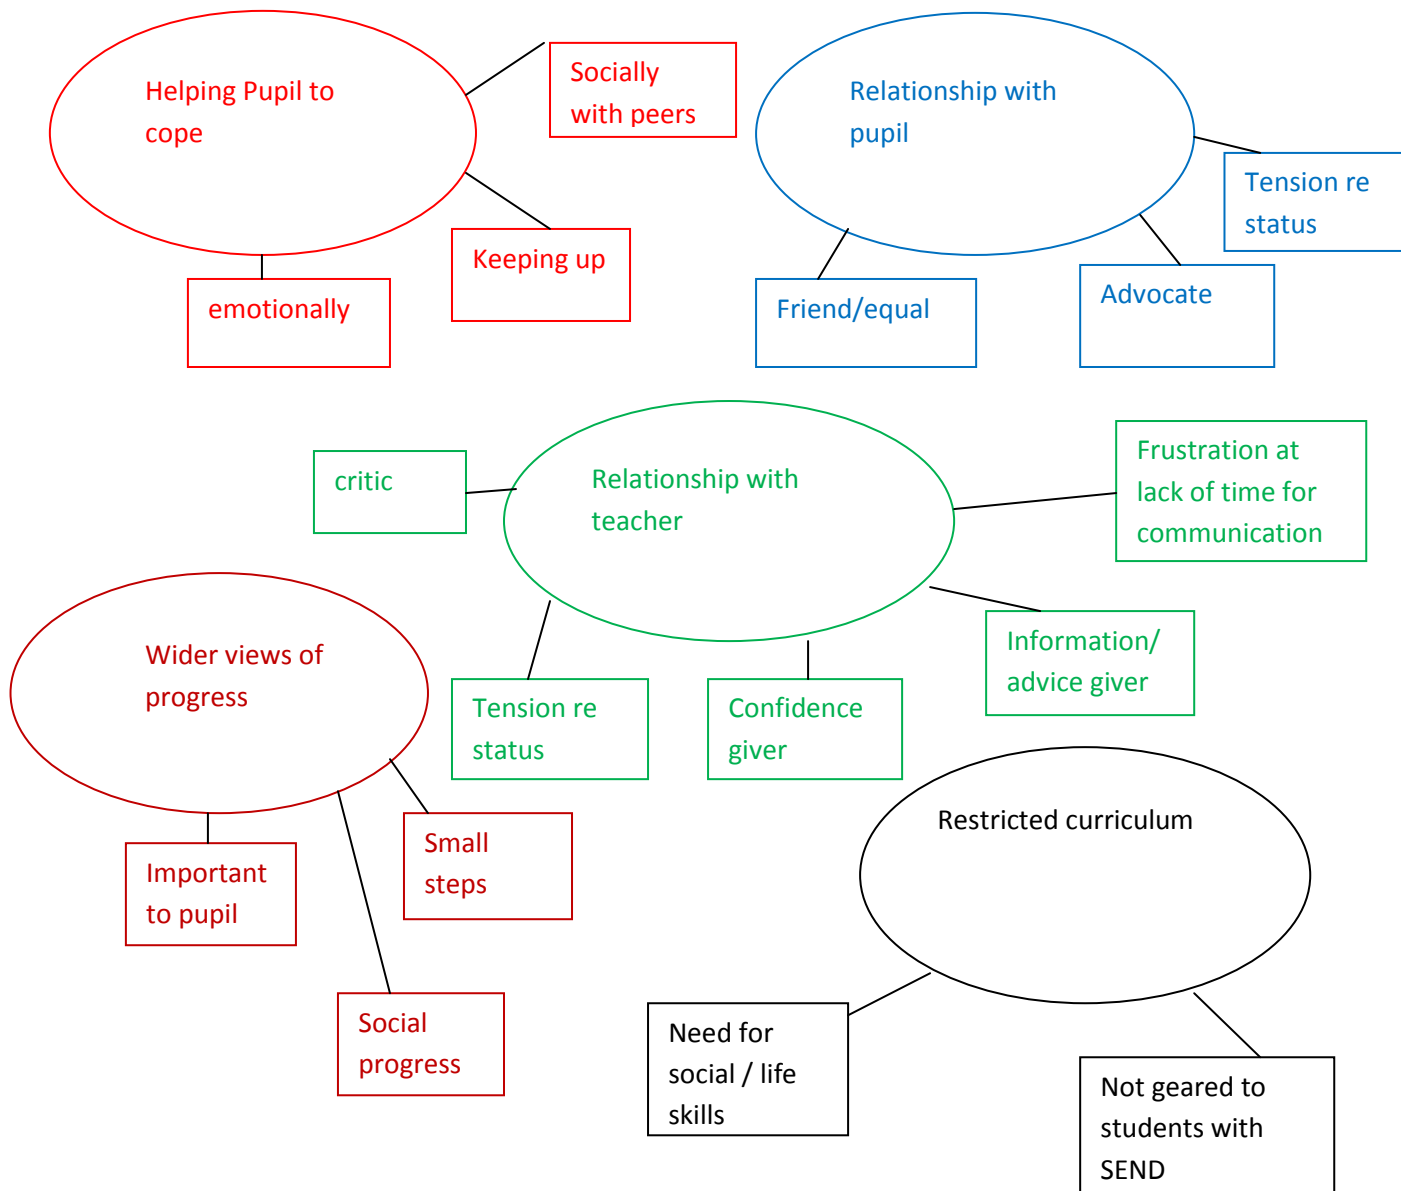 Helping Pupil to
cope
Socially
with peers
Keeping up
emotionally
Relationship with
pupil
Tension re
status
Advocate
Friend/equal
Relationship with
teacher
critic
Frustration at
lack of time for
communication
Information/
advice giver
Confidence
giver
Tension re
status
Wider views of
progress
Small
steps
Important
to pupil
Social
progress
Restricted curriculum
Need for
social / life
skills
Not geared to
students with
SEND